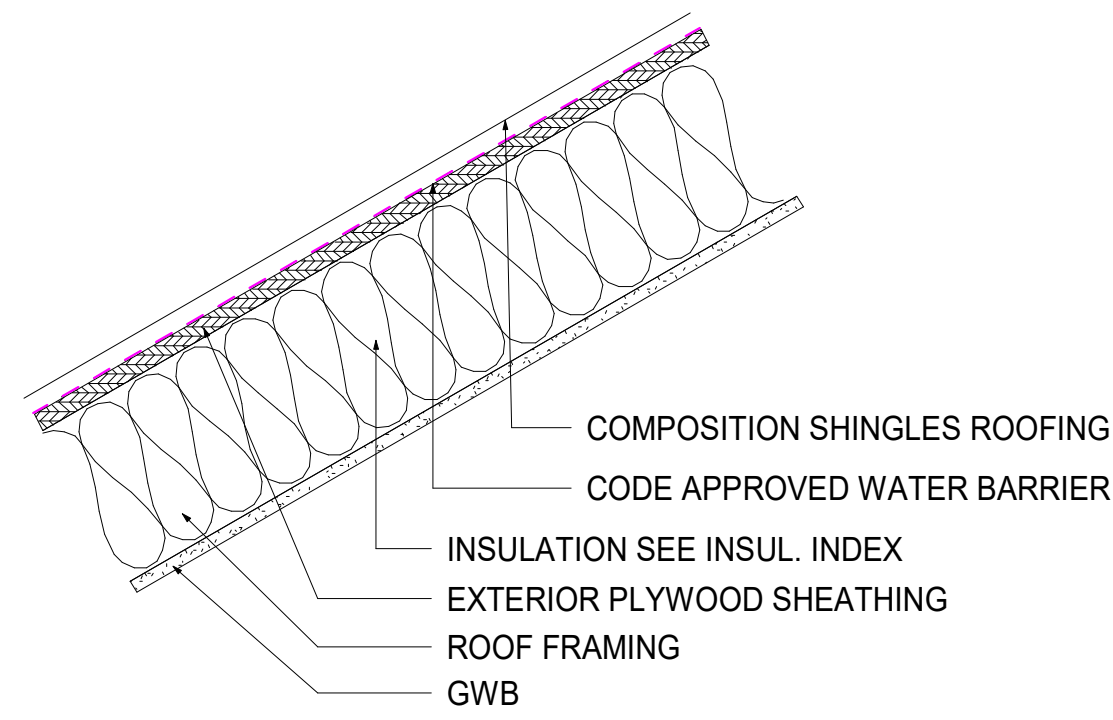 COMPOSITION SHINGLES ROOFING
CODE APPROVED WATER BARRIER
INSULATION SEE INSUL. INDEX
EXTERIOR PLYWOOD SHEATHING
ROOF FRAMING
GWB